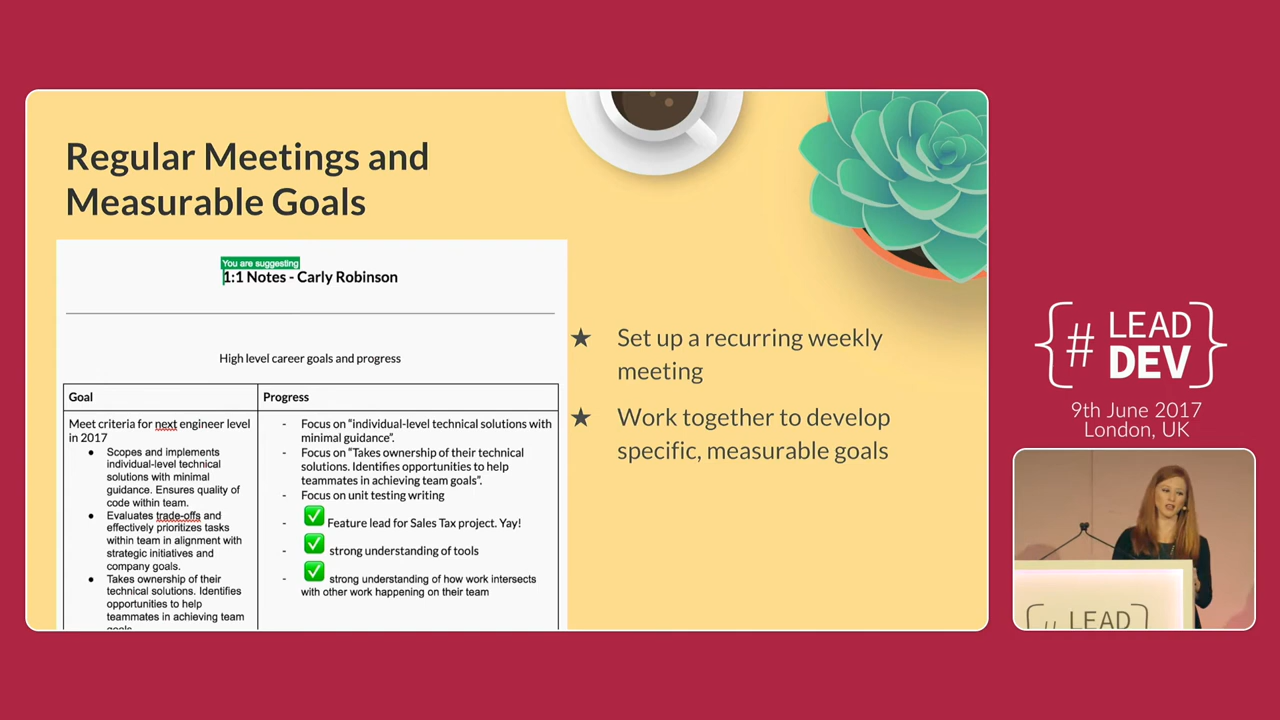 Regular Meetings and
Measurable Goals
You are suggesting
1:1 Notes - Carly Robinson
High level career goals and progress
Goal
Progress
Meet criteria for next engineer level
in 2017
● Scopes and implements
individual-level technical
solutions with minimal
guidance. Ensures quality of
code within team.
● Evaluates trade-offs and
effectively prioritizes tasks
within team in alignment with
strategic initiatives and
company goals.
● Takes ownership of their
technical solutions. Identifies
opportunities to help
teammates in achieving team
goals.
- Focus on “individual-level technical solutions with
minimal guidance”.
- Focus on “Takes ownership of their technical
solutions. Identifies opportunities to help
teammates in achieving team goals”.
- Focus on unit testing writing
- ✅ Feature lead for Sales Tax project. Yay!
- ✅ strong understanding of tools
- ✅ strong understanding of how work intersects
with other work happening on their team
★ Set up a recurring weekly
meeting
★ Work together to develop
specific, measurable goals
{# LEAD
DEV}
9th June 2017
London, UK
{# LEAD}